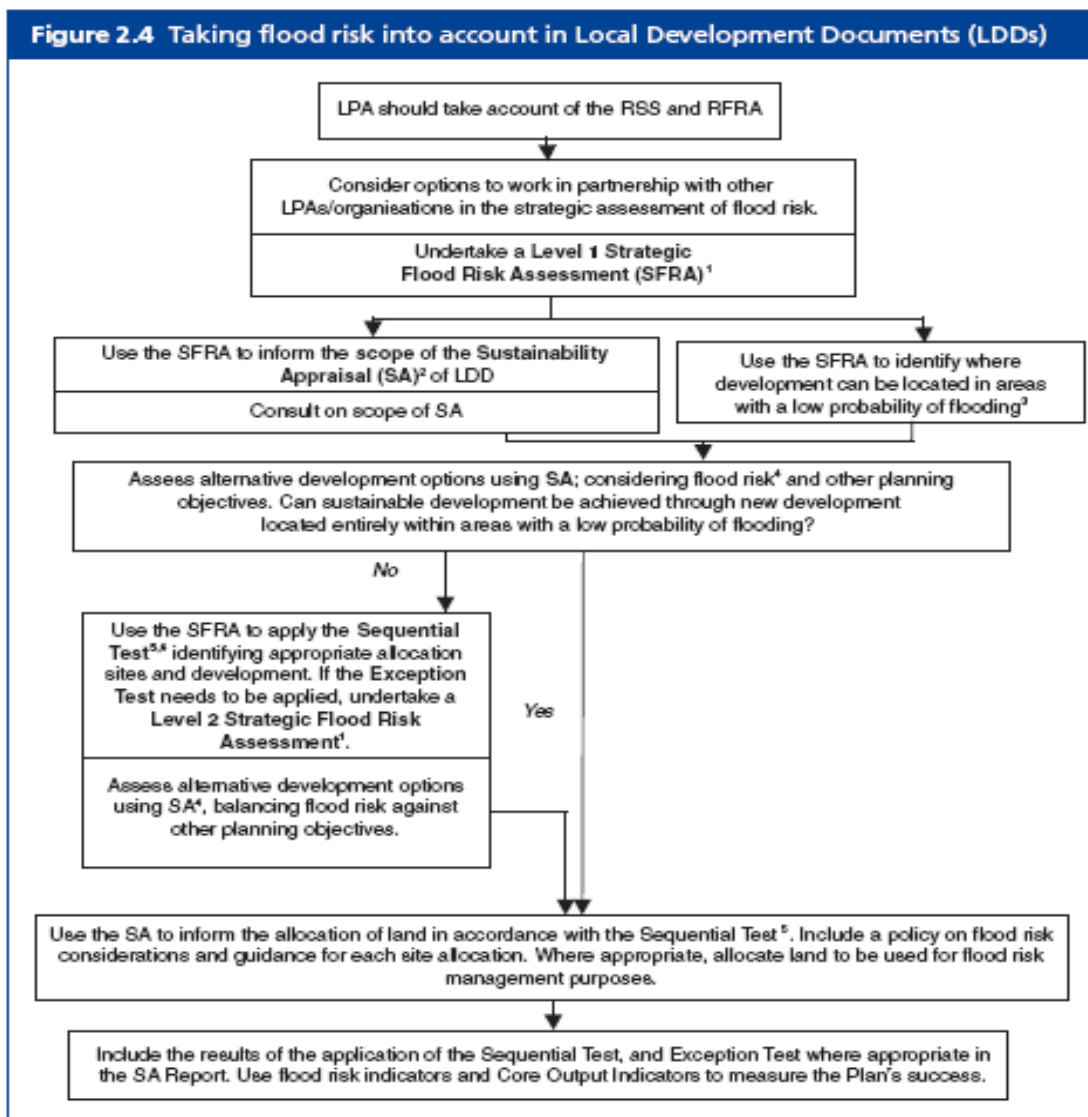 Figure 2.4 Taking flood risk into account in Local Development Documents (LDDs)
LPA should take account of the RSS and RFRA
Consider options to work in partnership with other
LPAs/organisations in the strategic assessment of flood risk.
Undertake a Level 1 Strategic
Flood Risk Assessment (SFRA)¹
Use the SFRA to inform the scope of the Sustainability
Appraisal (SA)² of LDD
Consult on scope of SA
Use the SFRA to identify where
development can be located in areas
with a low probability of flooding³
Assess alternative development options using SA; considering flood risk⁴ and other planning
objectives. Can sustainable development be achieved through new development
located entirely within areas with a low probability of flooding?
No
Yes
Use the SFRA to apply the Sequential
Test⁵,⁶ identifying appropriate allocation
sites and development. If the Exception
Test needs to be applied, undertake a
Level 2 Strategic Flood Risk
Assessment¹.
Assess alternative development options
using SA⁴, balancing flood risk against
other planning objectives.
Use the SA to inform the allocation of land in accordance with the Sequential Test ⁵. Include a policy on flood risk
considerations and guidance for each site allocation. Where appropriate, allocate land to be used for flood risk
management purposes.
Include the results of the application of the Sequential Test, and Exception Test where appropriate in
the SA Report. Use flood risk indicators and Core Output Indicators to measure the Plan's success.